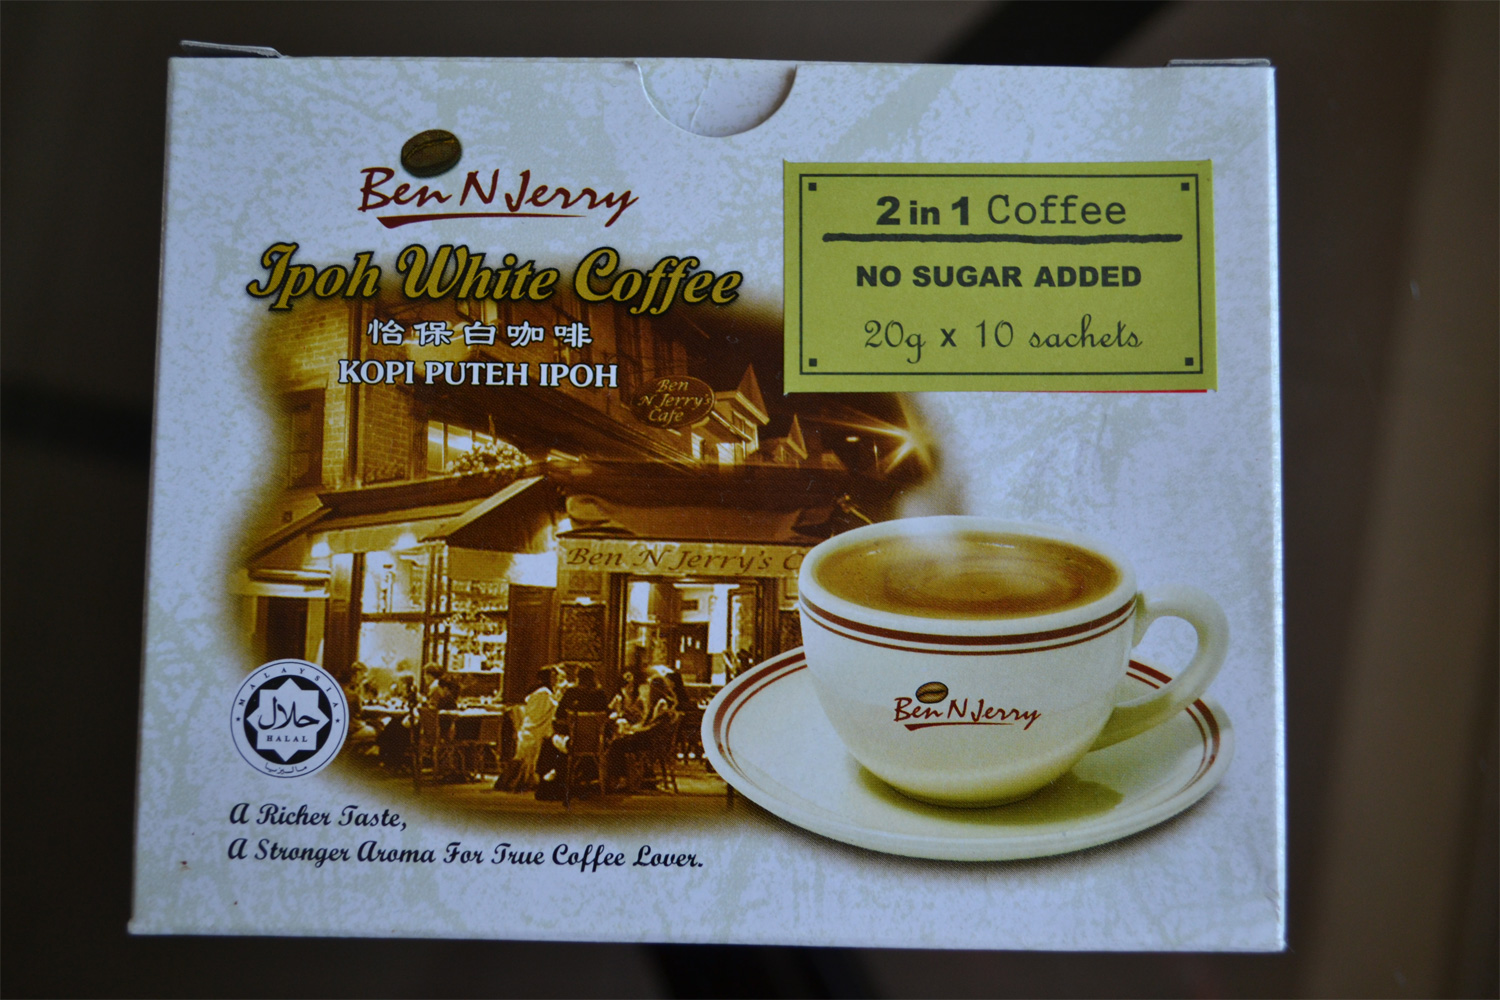 Ben N Jerry
Ipoh White Coffee
怡保白咖啡
KOPI PUTEH IPOH
2 in 1 Coffee
NO SUGAR ADDED
20g x 10 sachets
Ben
N Jerry's
Cafe
Ben N Jerry's C
Ben N Jerry
MALAYSIA
حلال
HALAL
ماليزيا
A Richer Taste,
A Stronger Aroma For True Coffee Lover.